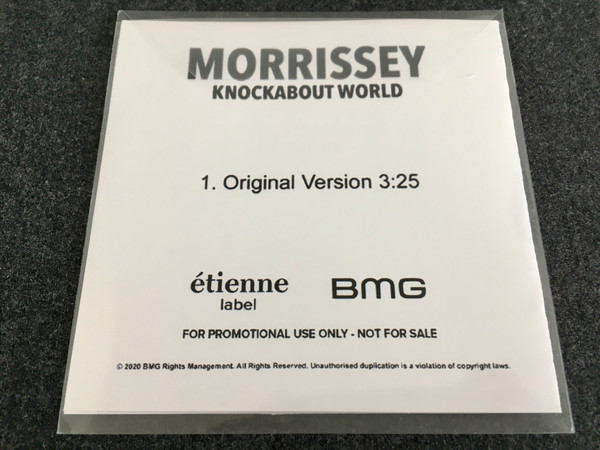 MORRISSEY
KNOCKABOUT WORLD
1. Original Version 3:25
étienne
label
BMG
FOR PROMOTIONAL USE ONLY - NOT FOR SALE
© 2020 BMG Rights Management. All Rights Reserved. Unauthorised duplication is a violation of copyright laws.